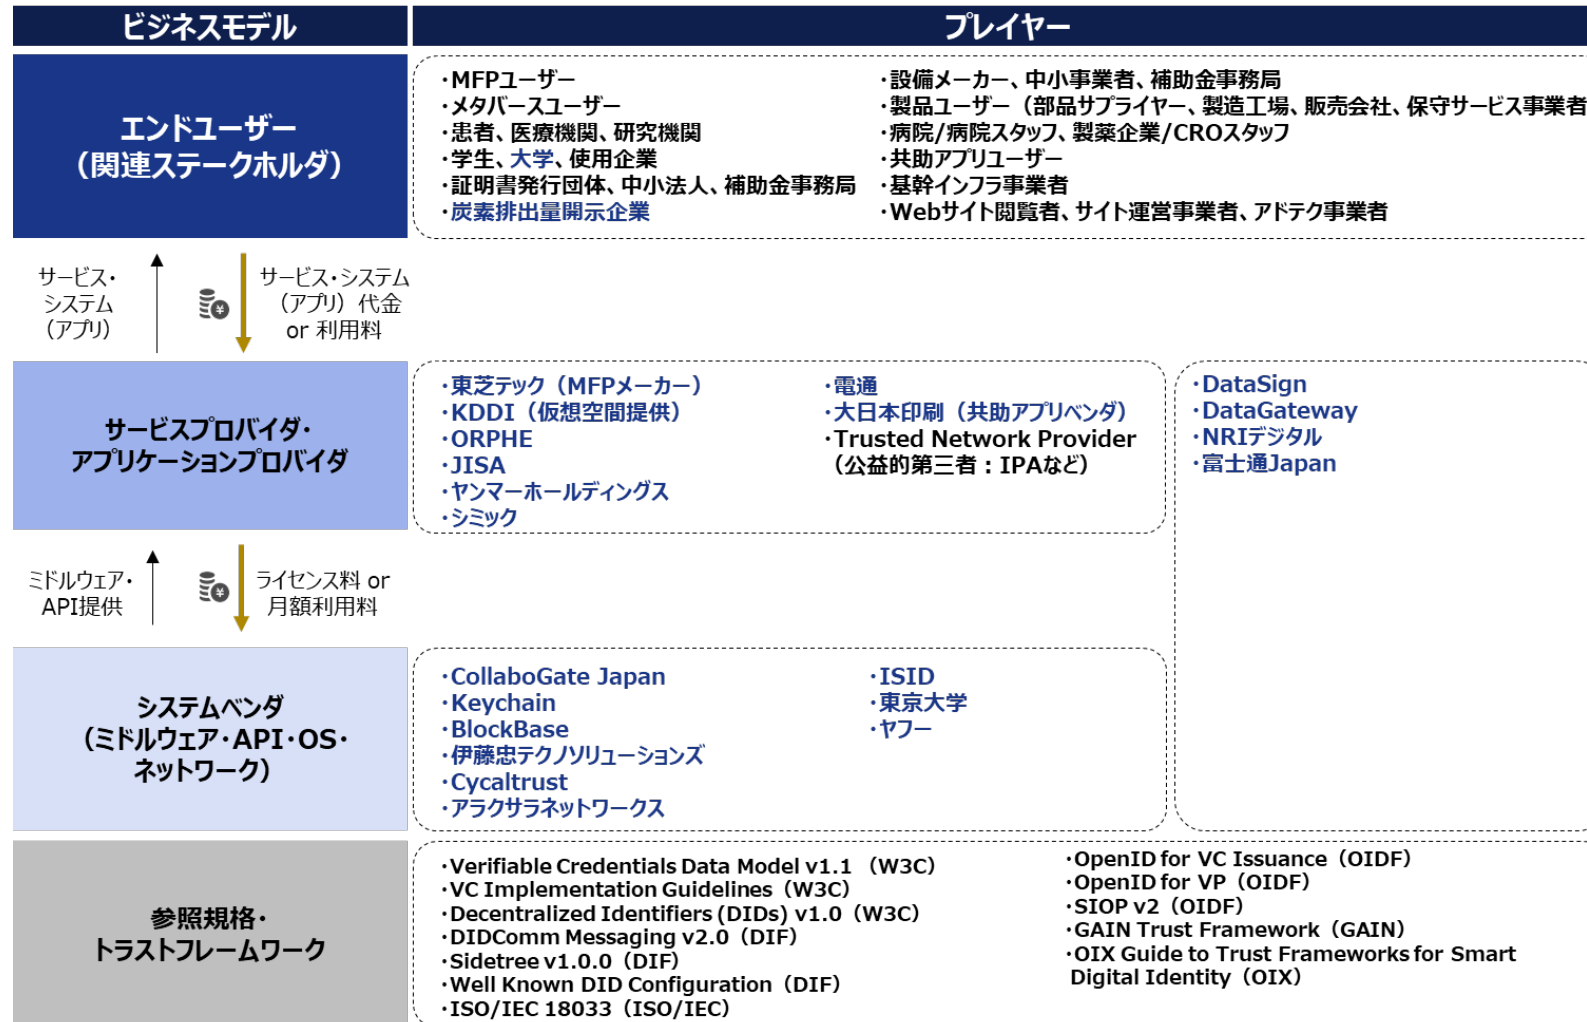 ビジネスモデル
プレイヤー
エンドユーザー
（関連ステークホルダ）
・MFPユーザー
・メタバースユーザー
・患者、医療機関、研究機関
・学生、大学、使用企業
・証明書発行団体、中小法人、補助金事務局
・炭素排出量開示企業
・設備メーカー、中小事業者、補助金事務局
・製品ユーザー（部品サプライヤー、製造工場、販売会社、保守サービス事業者
・病院/病院スタッフ、製薬企業/CROスタッフ
・共助アプリユーザー
・基幹インフラ事業者
・Webサイト閲覧者、サイト運営事業者、アドテク事業者
サービス・
システム
（アプリ）
サービス・システム
（アプリ）代金
or 利用料
サービスプロバイダ・
アプリケーションプロバイダ
・東芝テック（MFPメーカー）
・KDDI（仮想空間提供）
・ORPHE
・JISA
・ヤンマーホールディングス
・シミック
・電通
・大日本印刷（共助アプリベンダ）
・Trusted Network Provider
（公益的第三者：IPAなど）
・DataSign
・DataGateway
・NRIデジタル
・富士通Japan
ミドルウェア・
API提供
ライセンス料 or
月額利用料
システムベンダ
（ミドルウェア・API・OS・
ネットワーク）
・CollaboGate Japan
・Keychain
・BlockBase
・伊藤忠テクノソリューションズ
・Cycaltrust
・アラクサラネットワークス
・ISID
・東京大学
・ヤフー
参照規格・
トラストフレームワーク
・Verifiable Credentials Data Model v1.1 （W3C）
・VC Implementation Guidelines（W3C）
・Decentralized Identifiers (DIDs) v1.0（W3C）
・DIDComm Messaging v2.0（DIF）
・Sidetree v1.0.0（DIF）
・Well Known DID Configuration（DIF）
・ISO/IEC 18033（ISO/IEC）
・OpenID for VC Issuance（OIDF）
・OpenID for VP（OIDF）
・SIOP v2（OIDF）
・GAIN Trust Framework（GAIN）
・OIX Guide to Trust Frameworks for Smart
Digital Identity（OIX）